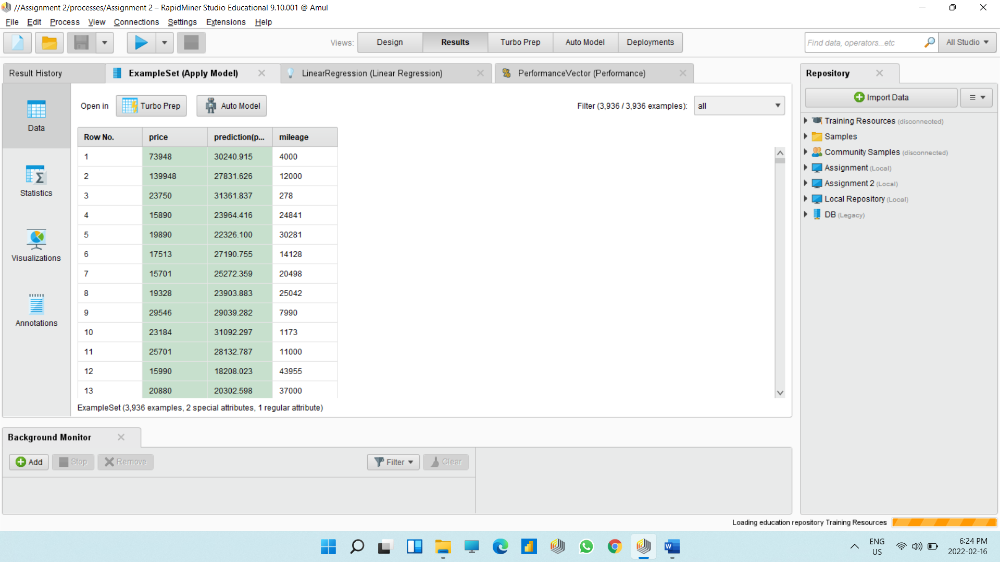 //Assignment 2/processes/Assignment 2 – RapidMiner Studio Educational 9.10.001 @ Amul
File Edit Process View Connections Settings Extensions Help
Views: Design Results Turbo Prep Auto Model Deployments
Find data, operators...etc All Studio
Result History ExampleSet (Apply Model) LinearRegression (Linear Regression) PerformanceVector (Performance)
Open in Turbo Prep Auto Model Filter (3,936 / 3,936 examples): all
Data
Statistics
Visualizations
Annotations
Row No. price prediction(p... mileage
1 73948 30240.915 4000
2 139948 27831.626 12000
3 23750 31361.837 278
4 15890 23964.416 24841
5 19890 22326.100 30281
6 17513 27190.755 14128
7 15701 25272.359 20498
8 19328 23903.883 25042
9 29546 29039.282 7990
10 23184 31092.297 1173
11 25701 28132.787 11000
12 15990 18208.023 43955
13 20880 20302.598 37000
ExampleSet (3,936 examples, 2 special attributes, 1 regular attribute)
Repository
Import Data
Training Resources (disconnected)
Samples
Community Samples (disconnected)
Assignment (Local)
Assignment 2 (Local)
Local Repository (Local)
DB (Legacy)
Background Monitor
Add Stop Remove Filter Clear
Loading education repository Training Resources
ENG
US
6:24 PM
2022-02-16